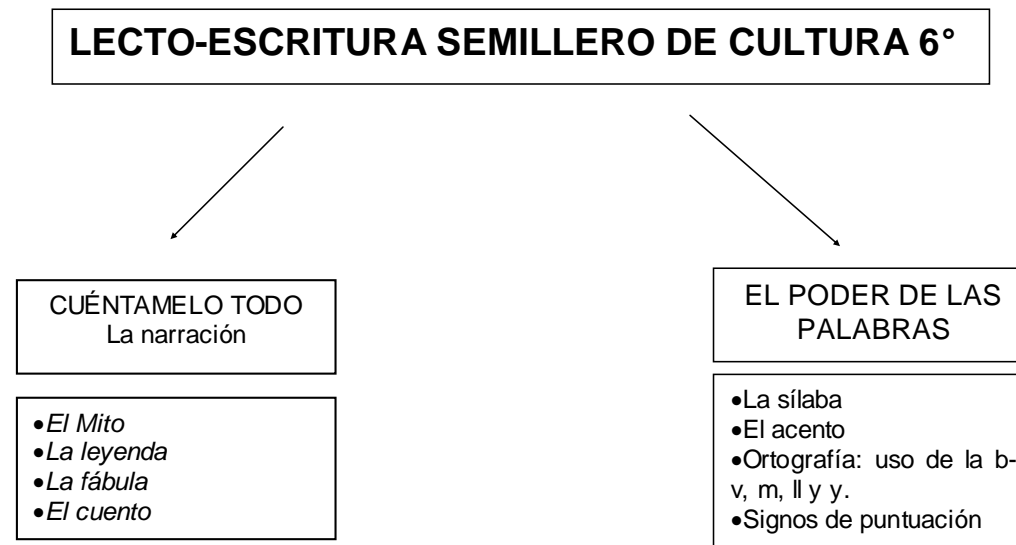 LECTO-ESCRITURA SEMILLERO DE CULTURA 6°
CUÉNTAMELO TODO
La narración
•El Mito
•La leyenda
•La fábula
•El cuento
EL PODER DE LAS
PALABRAS
•La sílaba
•El acento
•Ortografía: uso de la b-
v, m, ll y y.
•Signos de puntuación